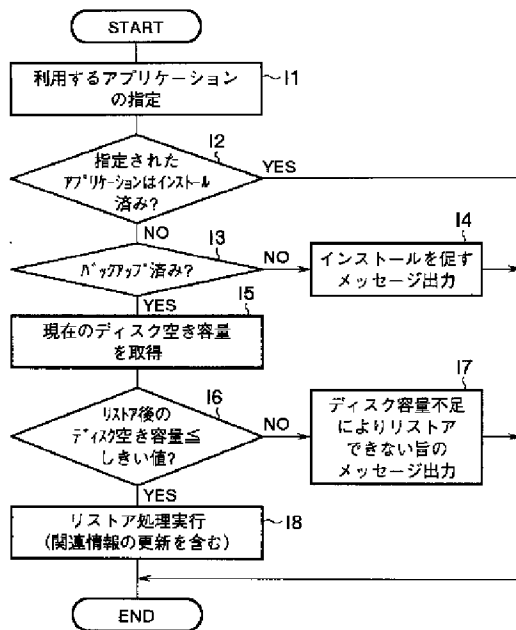 START
利用するアプリケーション
の指定
I1
指定された
アプリケーションはインストール
済み?
I2
YES
NO
バックアップ済み?
I3
NO
インストールを促す
メッセージ出力
I4
YES
現在のディスク空き容量
を取得
I5
リストア後の
ディスク空き容量≦
しきい値?
I6
NO
ディスク容量不足
によりリストア
できない旨の
メッセージ出力
I7
YES
リストア処理実行
(関連情報の更新を含む)
I8
END